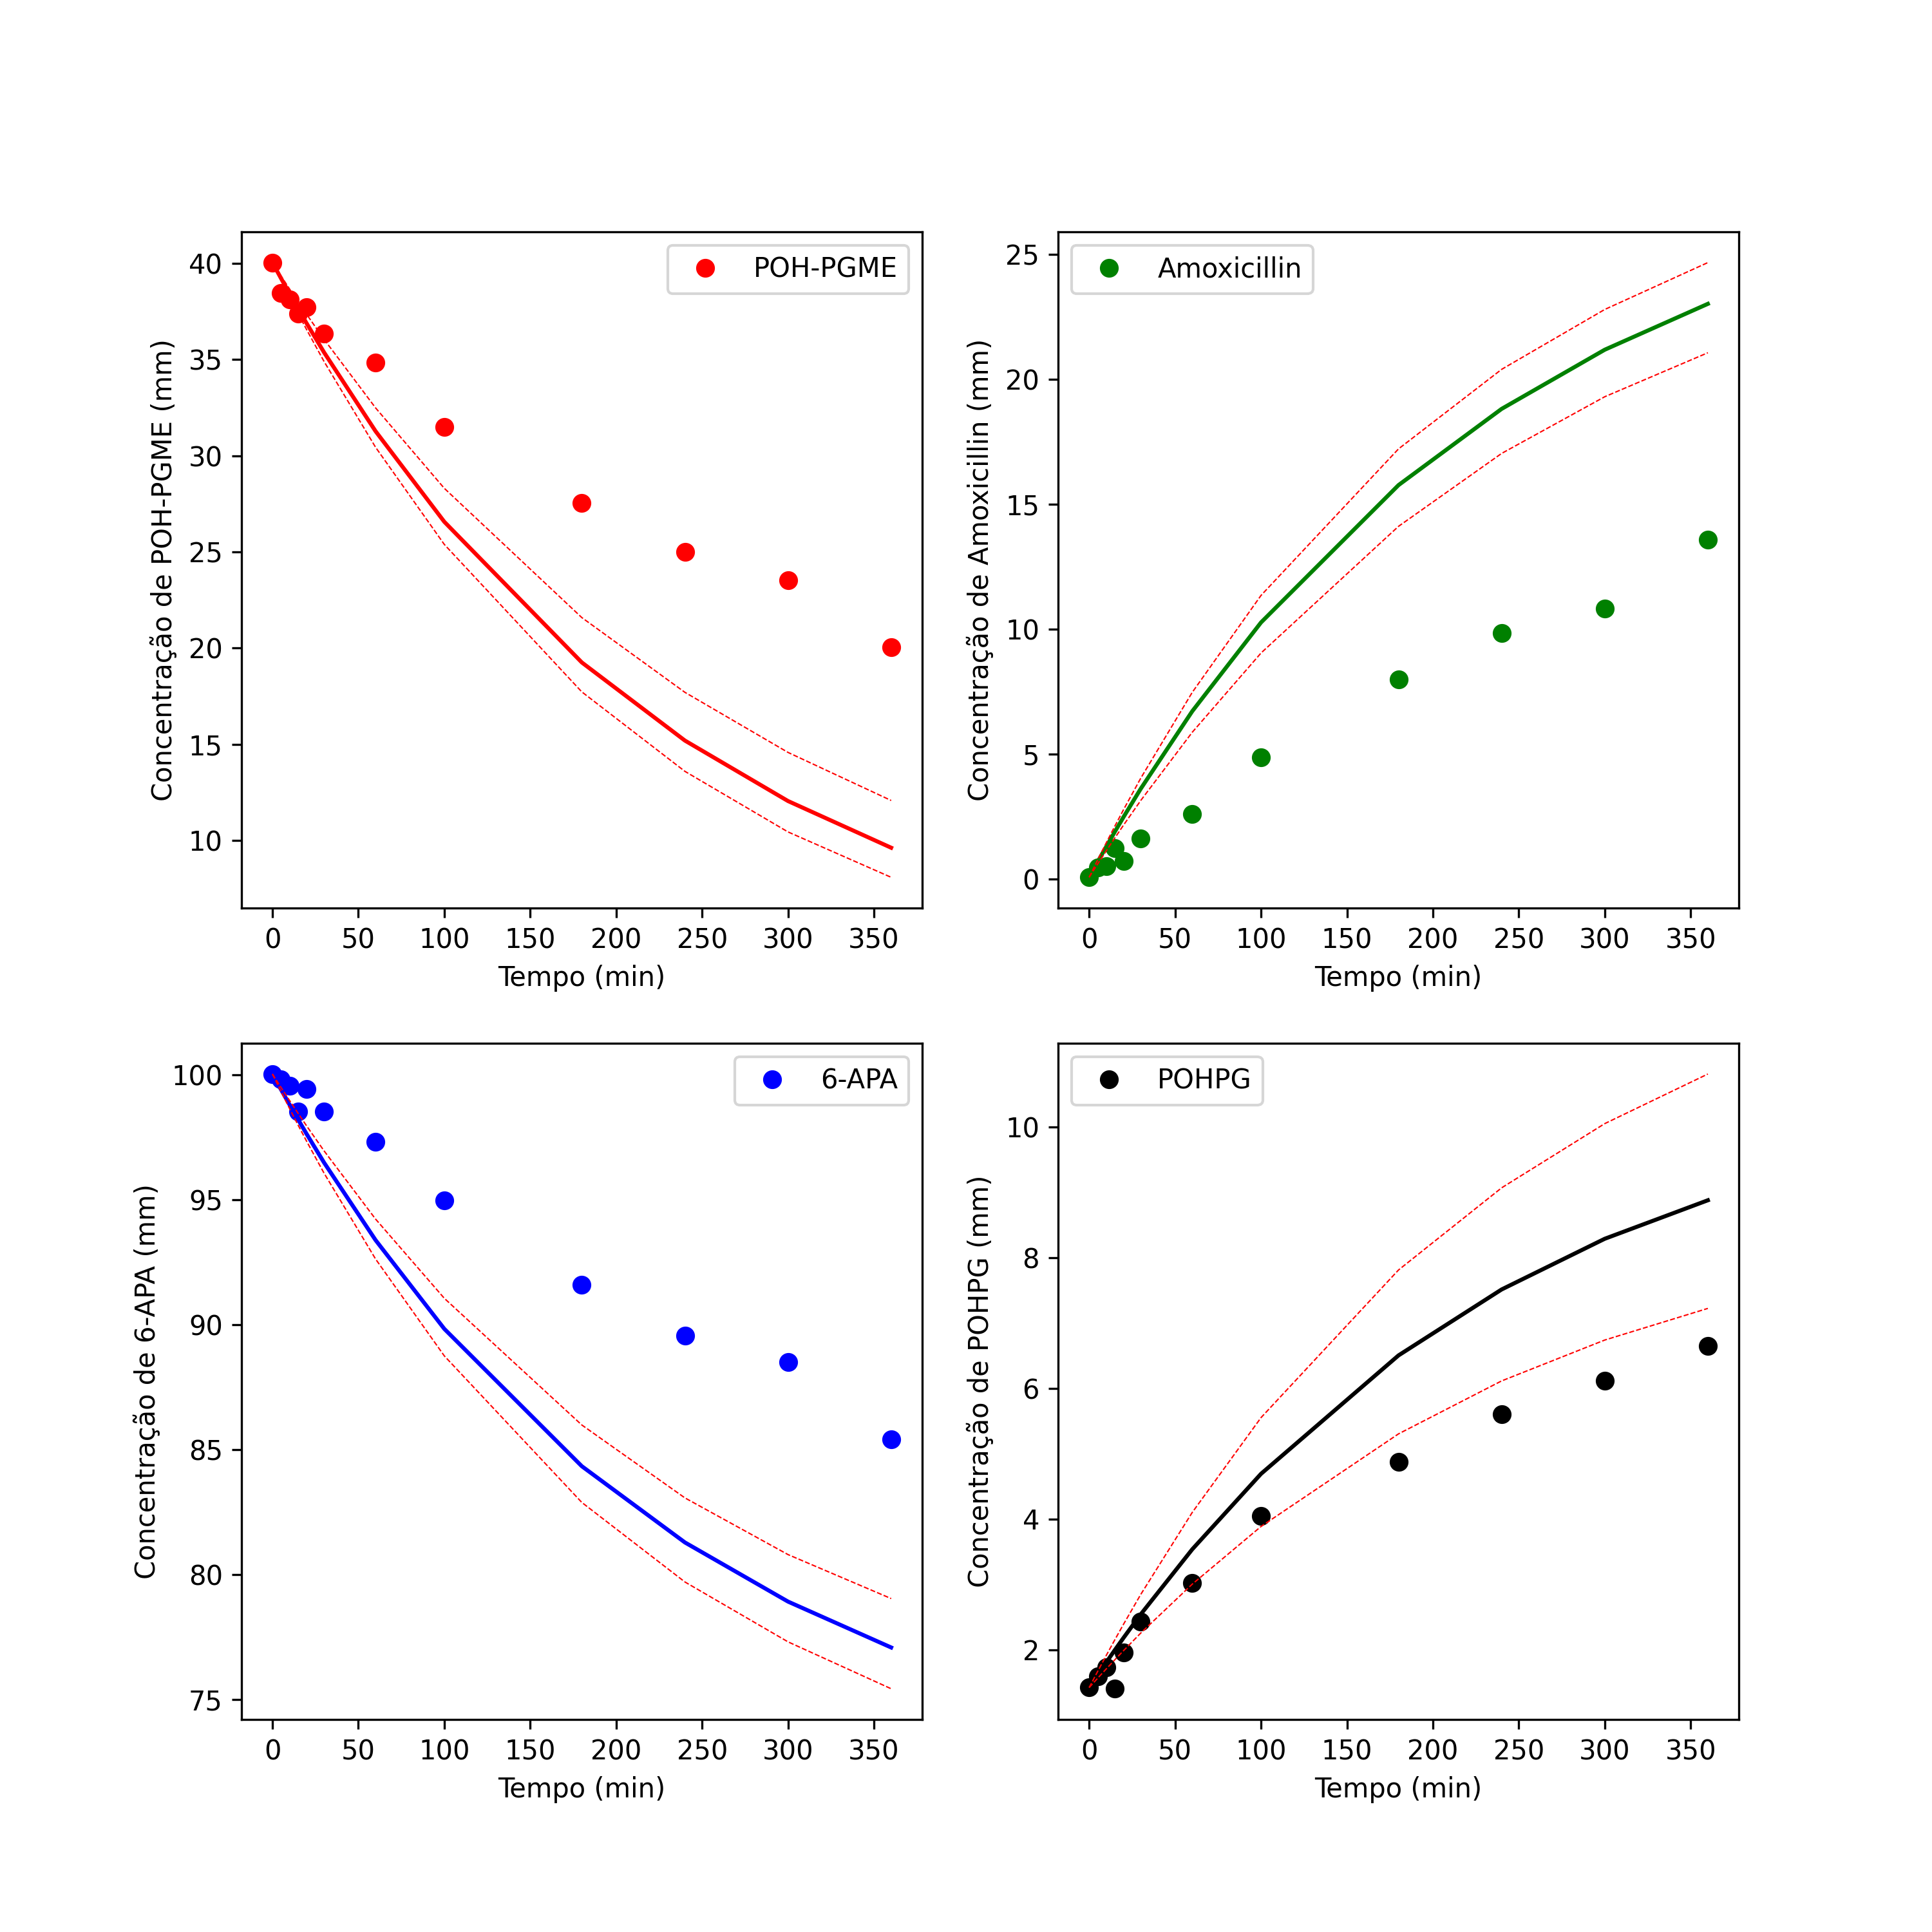 POH-PGME
Concentração de POH-PGME (mm)
40
35
30
25
20
15
10
0 50 100 150 200 250 300 350
Tempo (min)
Amoxicillin
Concentração de Amoxicillin (mm)
25
20
15
10
5
0
0 50 100 150 200 250 300 350
Tempo (min)
6-APA
Concentração de 6-APA (mm)
100
95
90
85
80
75
0 50 100 150 200 250 300 350
Tempo (min)
POHPG
Concentração de POHPG (mm)
10
8
6
4
2
0 50 100 150 200 250 300 350
Tempo (min)